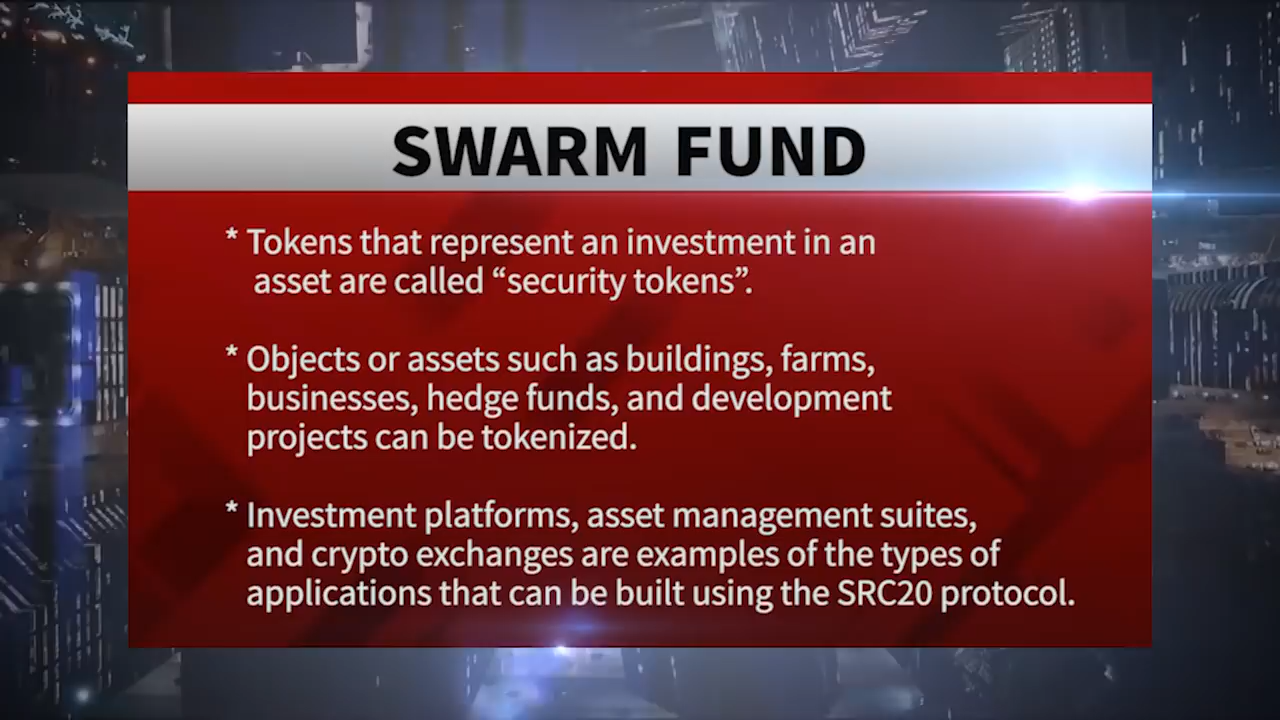 SWARM FUND
* Tokens that represent an investment in an
asset are called “security tokens”.
* Objects or assets such as buildings, farms,
businesses, hedge funds, and development
projects can be tokenized.
* Investment platforms, asset management suites,
and crypto exchanges are examples of the types of
applications that can be built using the SRC20 protocol.